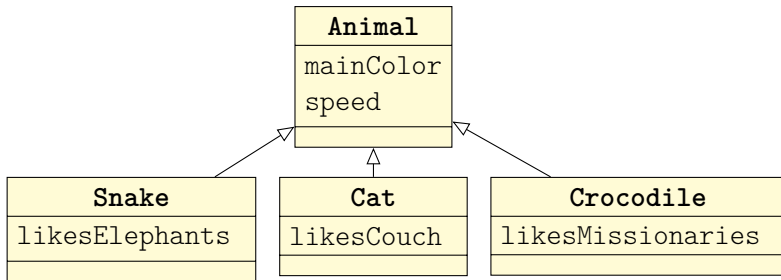 Animal
mainColor
speed
Snake
likesElephants
Cat
likesCouch
Crocodile
likesMissionaries